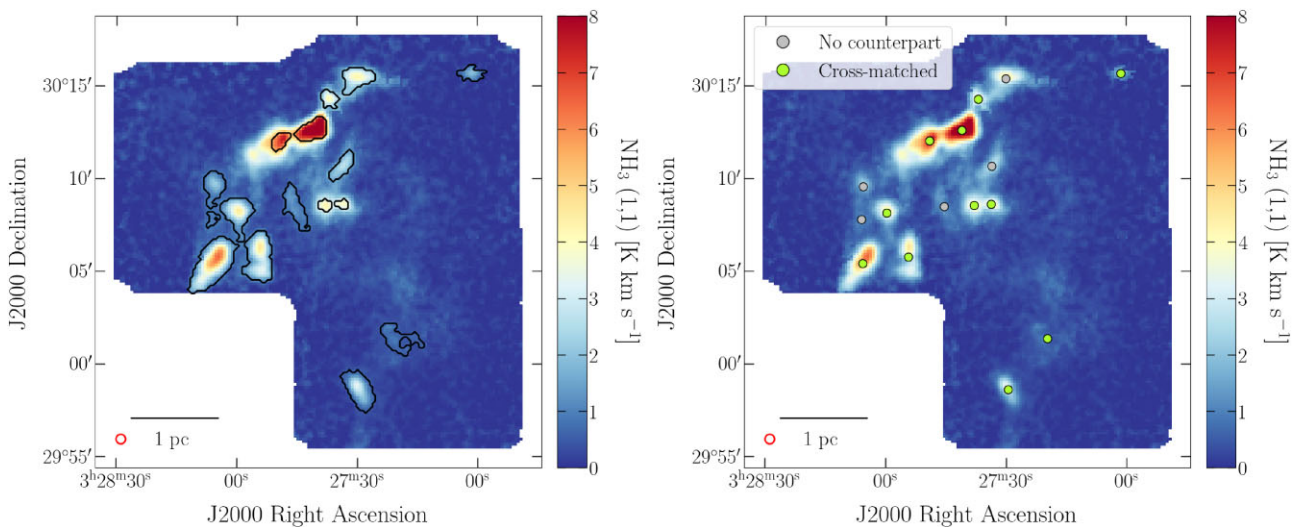 8
7
6
5
4
3
2
1
0
NH₃ (1,1) [K km s⁻¹]
30°15′
10′
05′
00′
29°55′
J2000 Declination
1 pc
3ʰ28ᵐ30ˢ
00ˢ
27ᵐ30ˢ
00ˢ
J2000 Right Ascension
No counterpart
Cross-matched
8
7
6
5
4
3
2
1
0
NH₃ (1,1) [K km s⁻¹]
30°15′
10′
05′
00′
29°55′
J2000 Declination
1 pc
3ʰ28ᵐ30ˢ
00ˢ
27ᵐ30ˢ
00ˢ
J2000 Right Ascension